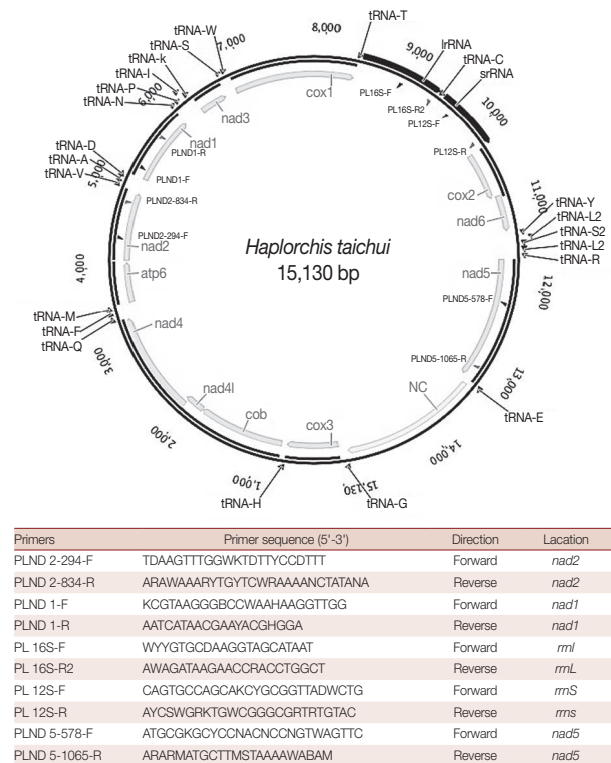 tRNA-W
tRNA-S
tRNA-k
tRNA-I
tRNA-P
tRNA-N
7,000
8,000
tRNA-T
9,000
lRNA
tRNA-C
srRNA
10,000
6,000
nad3
cox1
PL16S-F
PL16S-R2
PL12S-F
PL12S-R
tRNA-D
tRNA-A
tRNA-V
5,000
nad1
PLND1-R
PLND1-F
PLND2-834-R
PLND2-294-F
nad2
atp6
4,000
cox2
nad6
11,000
tRNA-Y
tRNA-L2
tRNA-S2
tRNA-L2
tRNA-R
Haplorchis taichui
15,130 bp
nad5
PLND5-578-F
12,000
tRNA-M
tRNA-F
tRNA-Q
nad4
3,000
PLND5-1065-R
13,000
NC
tRNA-E
nad4l
cob
cox3
2,000
14,000
1,000
15,130
tRNA-H
tRNA-G
Primers Primer sequence (5'-3') Direction Lacation
PLND 2-294-F TDAAGTTTGGWKTDTTYCCDTTT Forward nad2
PLND 2-834-R ARAWAAARYTGYTCWRAAAANCTATANA Reverse nad2
PLND 1-F KCGTAAGGGBCCWAAHAAGGTTGG Forward nad1
PLND 1-R AATCATAACGAAYACGHGGA Reverse nad1
PL 16S-F WYYGTGCDAAGGTAGCATAAT Forward rrnl
PL 16S-R2 AWAGATAAGAACCRACCTGGCT Reverse rrnL
PL 12S-F CAGTGCCAGCAKCYGCGGTTADWCTG Forward rrnS
PL 12S-R AYCSWGRKTGWCGGGCGRTRTGTAC Reverse rrns
PLND 5-578-F ATGCGKGCYCCNACNCCNGTWAGTTC Forward nad5
PLND 5-1065-R ARARMATGCTTMSTAAAAWABAM Reverse nad5